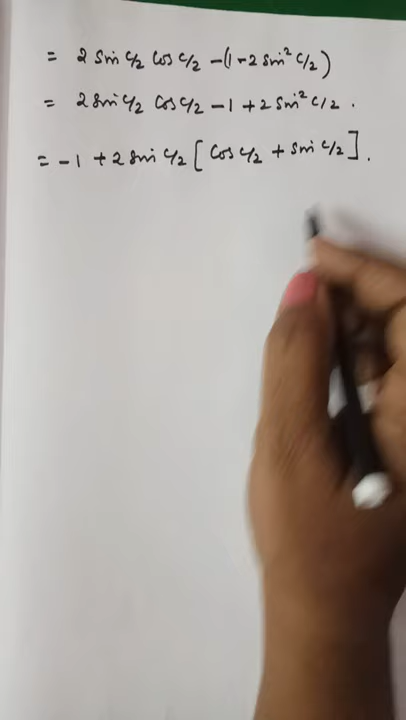 = 2 sin C/2 cos C/2 - (1 - 2 sin² C/2)
= 2 sin C/2 cos C/2 - 1 + 2 sin² C/2 .
= -1 + 2 sin C/2 [ cos C/2 + sin C/2 ] .